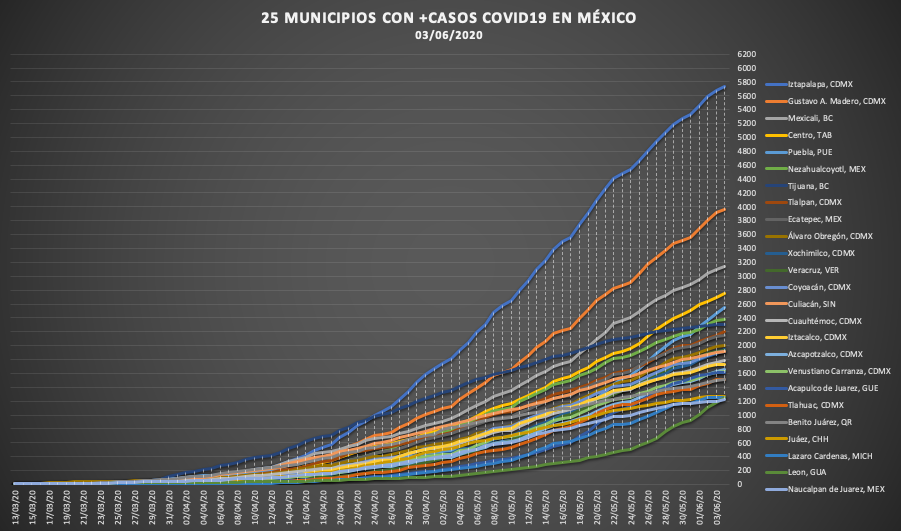 25 MUNICIPIOS CON +CASOS COVID19 EN MÉXICO
03/06/2020
6200
6000
5800
5600
5400
5200
5000
4800
4600
4400
4200
4000
3800
3600
3400
3200
3000
2800
2600
2400
2200
2000
1800
1600
1400
1200
1000
800
600
400
200
0
Iztapalapa, CDMX
Gustavo A. Madero, CDMX
Mexicali, BC
Centro, TAB
Puebla, PUE
Nezahualcoyotl, MEX
Tijuana, BC
Tlalpan, CDMX
Ecatepec, MEX
Álvaro Obregón, CDMX
Xochimilco, CDMX
Veracruz, VER
Coyoacán, CDMX
Culiacán, SIN
Cuauhtémoc, CDMX
Iztacalco, CDMX
Azcapotzalco, CDMX
Venustiano Carranza, CDMX
Acapulco de Juarez, GUE
Tlahuac, CDMX
Benito Juárez, QR
Juáez, CHH
Lazaro Cardenas, MICH
Leon, GUA
Naucalpan de Juarez, MEX
13/03/20
15/03/20
17/03/20
19/03/20
21/03/20
23/03/20
25/03/20
27/03/20
29/03/20
31/03/20
02/04/20
04/04/20
06/04/20
08/04/20
10/04/20
12/04/20
14/04/20
16/04/20
18/04/20
20/04/20
22/04/20
24/04/20
26/04/20
28/04/20
30/04/20
02/05/20
04/05/20
06/05/20
08/05/20
10/05/20
12/05/20
14/05/20
16/05/20
18/05/20
20/05/20
22/05/20
24/05/20
26/05/20
28/05/20
30/05/20
01/06/20
03/06/20